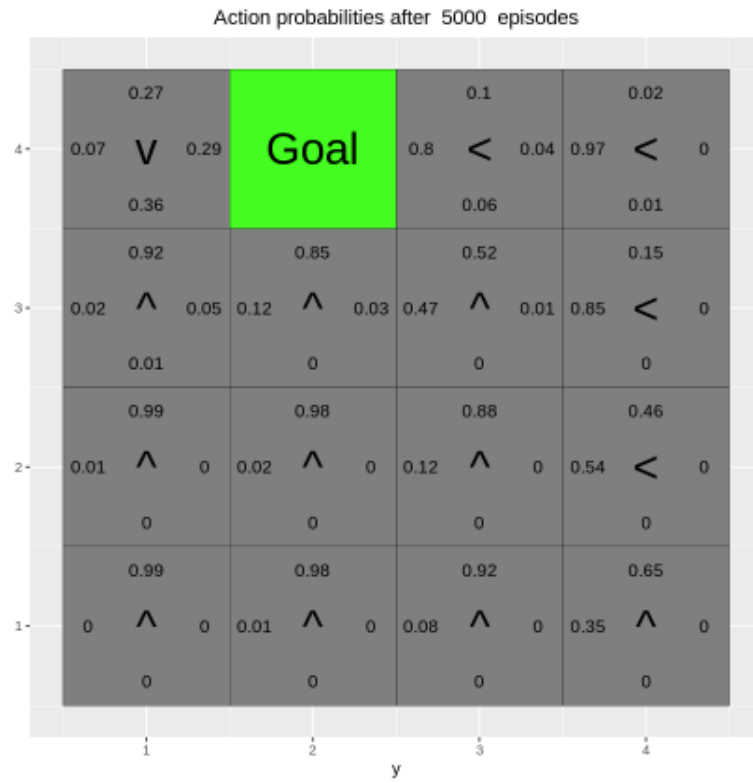 Action probabilities after 5000 episodes
0.27 0.1 0.02
4 0.07 v 0.29 Goal 0.8 < 0.04 0.97 < 0
0.36 0.06 0.01
0.92 0.85 0.52 0.15
3 0.02 ^ 0.05 0.12 ^ 0.03 0.47 ^ 0.01 0.85 < 0
0.01 0 0 0
0.99 0.98 0.88 0.46
2 0.01 ^ 0 0.02 ^ 0 0.12 ^ 0 0.54 < 0
0 0 0 0
0.99 0.98 0.92 0.65
1 0 ^ 0 0.01 ^ 0 0.08 ^ 0 0.35 ^ 0
0 0 0 0
1 2 3 4
y